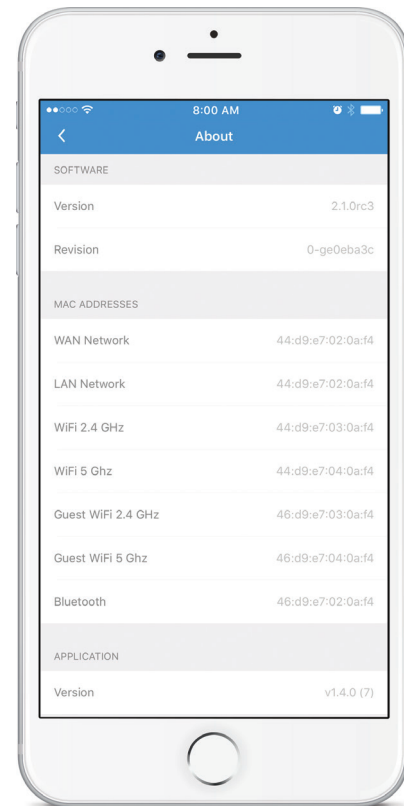 8:00 AM
About
SOFTWARE
Version 2.1.0rc3
Revision 0-ge0eba3c
MAC ADDRESSES
WAN Network 44:d9:e7:02:0a:f4
LAN Network 44:d9:e7:02:0a:f4
WiFi 2.4 GHz 44:d9:e7:03:0a:f4
WiFi 5 Ghz 44:d9:e7:04:0a:f4
Guest WiFi 2.4 GHz 46:d9:e7:03:0a:f4
Guest WiFi 5 Ghz 46:d9:e7:04:0a:f4
Bluetooth 46:d9:e7:02:0a:f4
APPLICATION
Version v1.4.0 (7)